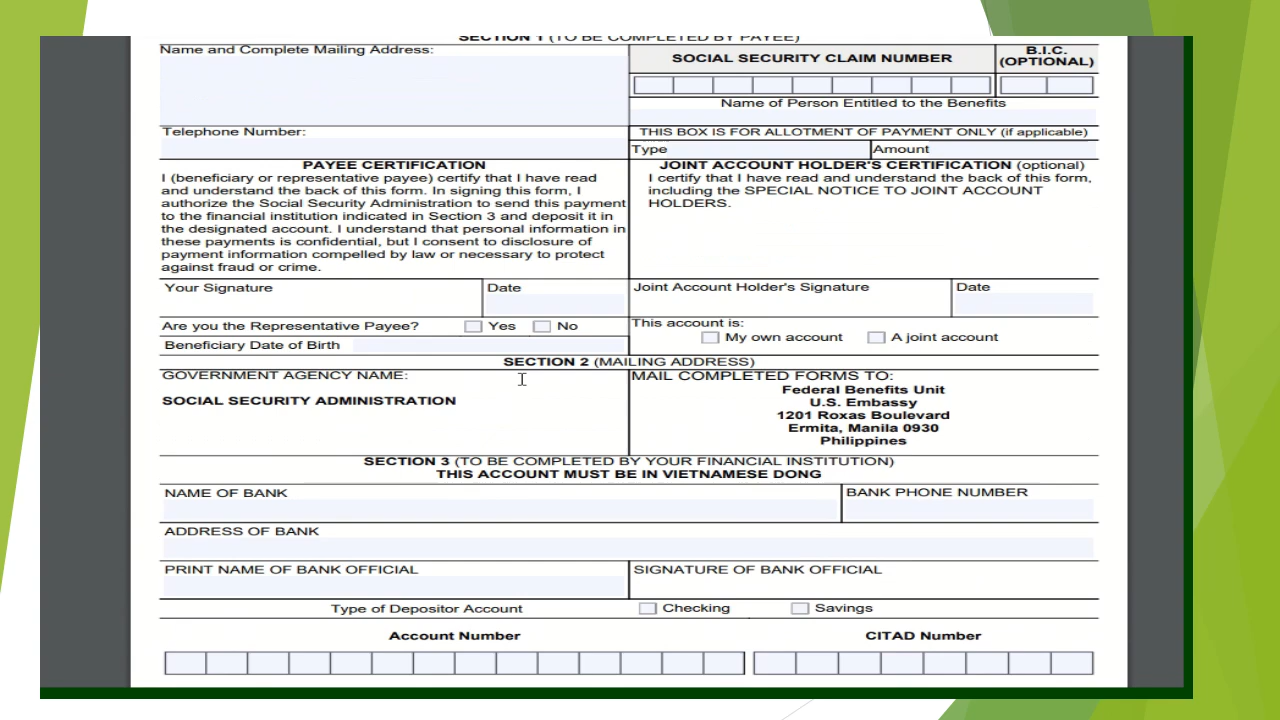 SECTION 1 (TO BE COMPLETED BY PAYEE)
Name and Complete Mailing Address:
SOCIAL SECURITY CLAIM NUMBER
B.I.C.
(OPTIONAL)
Name of Person Entitled to the Benefits
Telephone Number:
THIS BOX IS FOR ALLOTMENT OF PAYMENT ONLY (if applicable)
Type
Amount
PAYEE CERTIFICATION
I (beneficiary or representative payee) certify that I have read
and understand the back of this form. In signing this form, I
authorize the Social Security Administration to send this payment
to the financial institution indicated in Section 3 and deposit it in
the designated account. I understand that personal information in
these payments is confidential, but I consent to disclosure of
payment information compelled by law or necessary to protect
against fraud or crime.
JOINT ACCOUNT HOLDER'S CERTIFICATION (optional)
I certify that I have read and understand the back of this form,
including the SPECIAL NOTICE TO JOINT ACCOUNT
HOLDERS.
Your Signature
Date
Joint Account Holder's Signature
Date
Are you the Representative Payee? Yes No
This account is:
My own account A joint account
Beneficiary Date of Birth
SECTION 2 (MAILING ADDRESS)
GOVERNMENT AGENCY NAME:
SOCIAL SECURITY ADMINISTRATION
MAIL COMPLETED FORMS TO:
Federal Benefits Unit
U.S. Embassy
1201 Roxas Boulevard
Ermita, Manila 0930
Philippines
SECTION 3 (TO BE COMPLETED BY YOUR FINANCIAL INSTITUTION)
THIS ACCOUNT MUST BE IN VIETNAMESE DONG
NAME OF BANK
BANK PHONE NUMBER
ADDRESS OF BANK
PRINT NAME OF BANK OFFICIAL
SIGNATURE OF BANK OFFICIAL
Type of Depositor Account Checking Savings
Account Number
CITAD Number